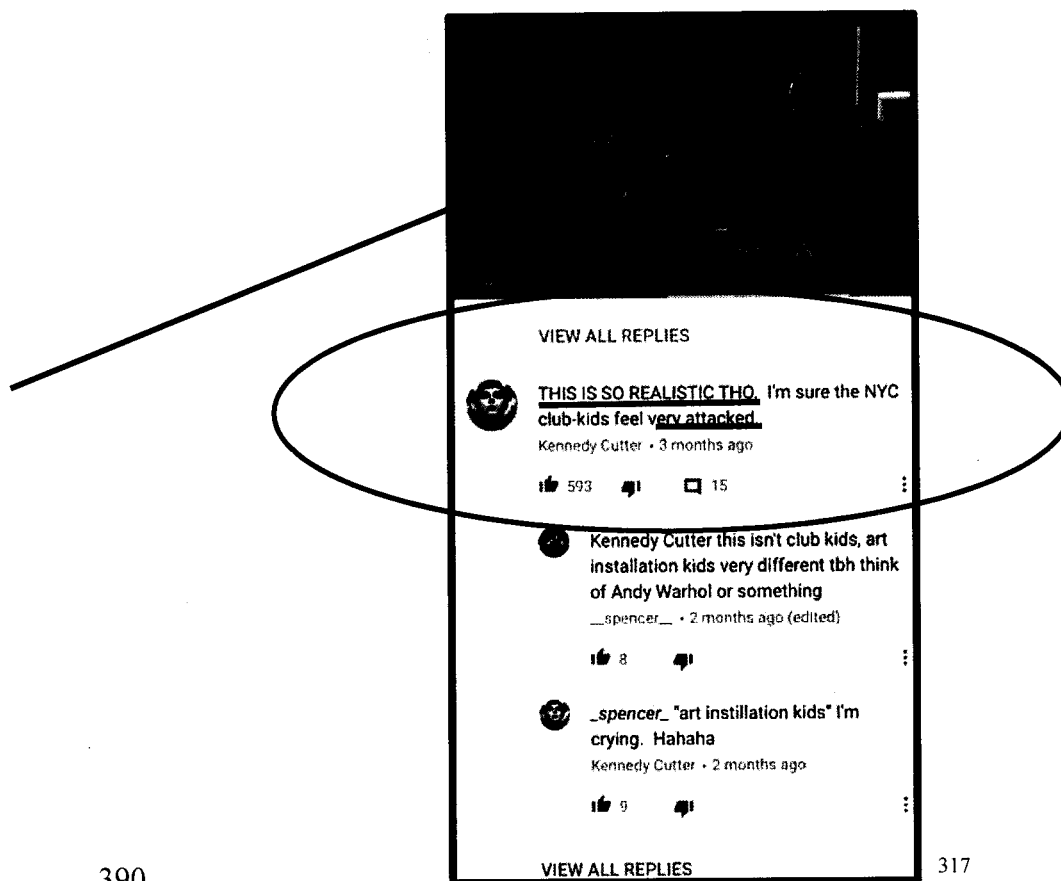 VIEW ALL REPLIES
THIS IS SO REALISTIC THO. I'm sure the NYC
club-kids feel very attacked.
Kennedy Cutter • 3 months ago
593 15
Kennedy Cutter this isn't club kids, art
installation kids very different tbh think
of Andy Warhol or something
__spencer__ • 2 months ago (edited)
8
_spencer_ "art instillation kids" I'm
crying. Hahaha
Kennedy Cutter • 2 months ago
9
VIEW ALL REPLIES
390
317